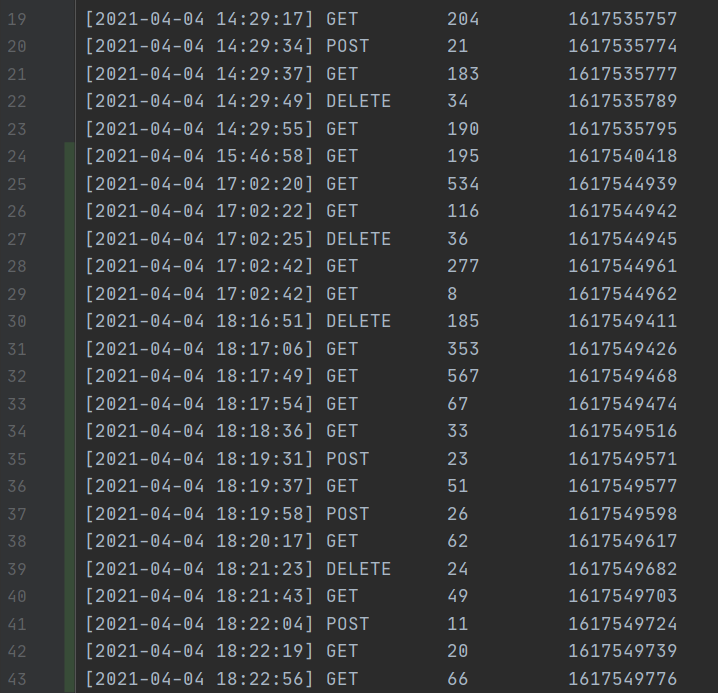 19 [2021-04-04 14:29:17] GET 204 1617535757
20 [2021-04-04 14:29:34] POST 21 1617535774
21 [2021-04-04 14:29:37] GET 183 1617535777
22 [2021-04-04 14:29:49] DELETE 34 1617535789
23 [2021-04-04 14:29:55] GET 190 1617535795
24 [2021-04-04 15:46:58] GET 195 1617540418
25 [2021-04-04 17:02:20] GET 534 1617544939
26 [2021-04-04 17:02:22] GET 116 1617544942
27 [2021-04-04 17:02:25] DELETE 36 1617544945
28 [2021-04-04 17:02:42] GET 277 1617544961
29 [2021-04-04 17:02:42] GET 8 1617544962
30 [2021-04-04 18:16:51] DELETE 185 1617549411
31 [2021-04-04 18:17:06] GET 353 1617549426
32 [2021-04-04 18:17:49] GET 567 1617549468
33 [2021-04-04 18:17:54] GET 67 1617549474
34 [2021-04-04 18:18:36] GET 33 1617549516
35 [2021-04-04 18:19:31] POST 23 1617549571
36 [2021-04-04 18:19:37] GET 51 1617549577
37 [2021-04-04 18:19:58] POST 26 1617549598
38 [2021-04-04 18:20:17] GET 62 1617549617
39 [2021-04-04 18:21:23] DELETE 24 1617549682
40 [2021-04-04 18:21:43] GET 49 1617549703
41 [2021-04-04 18:22:04] POST 11 1617549724
42 [2021-04-04 18:22:19] GET 20 1617549739
43 [2021-04-04 18:22:56] GET 66 1617549776